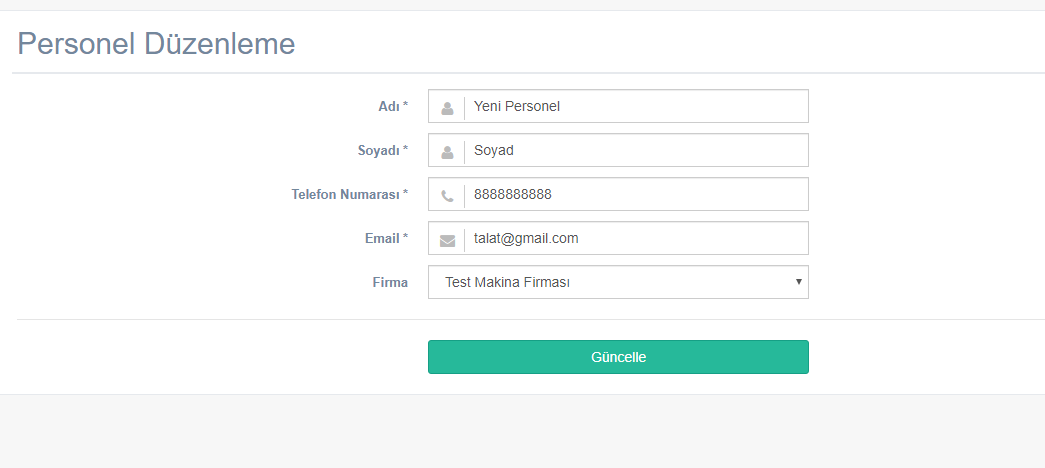 Personel Düzenleme
Adı * Yeni Personel
Soyadı * Soyad
Telefon Numarası * 8888888888
Email * talat@gmail.com
Firma Test Makina Firması
Güncelle